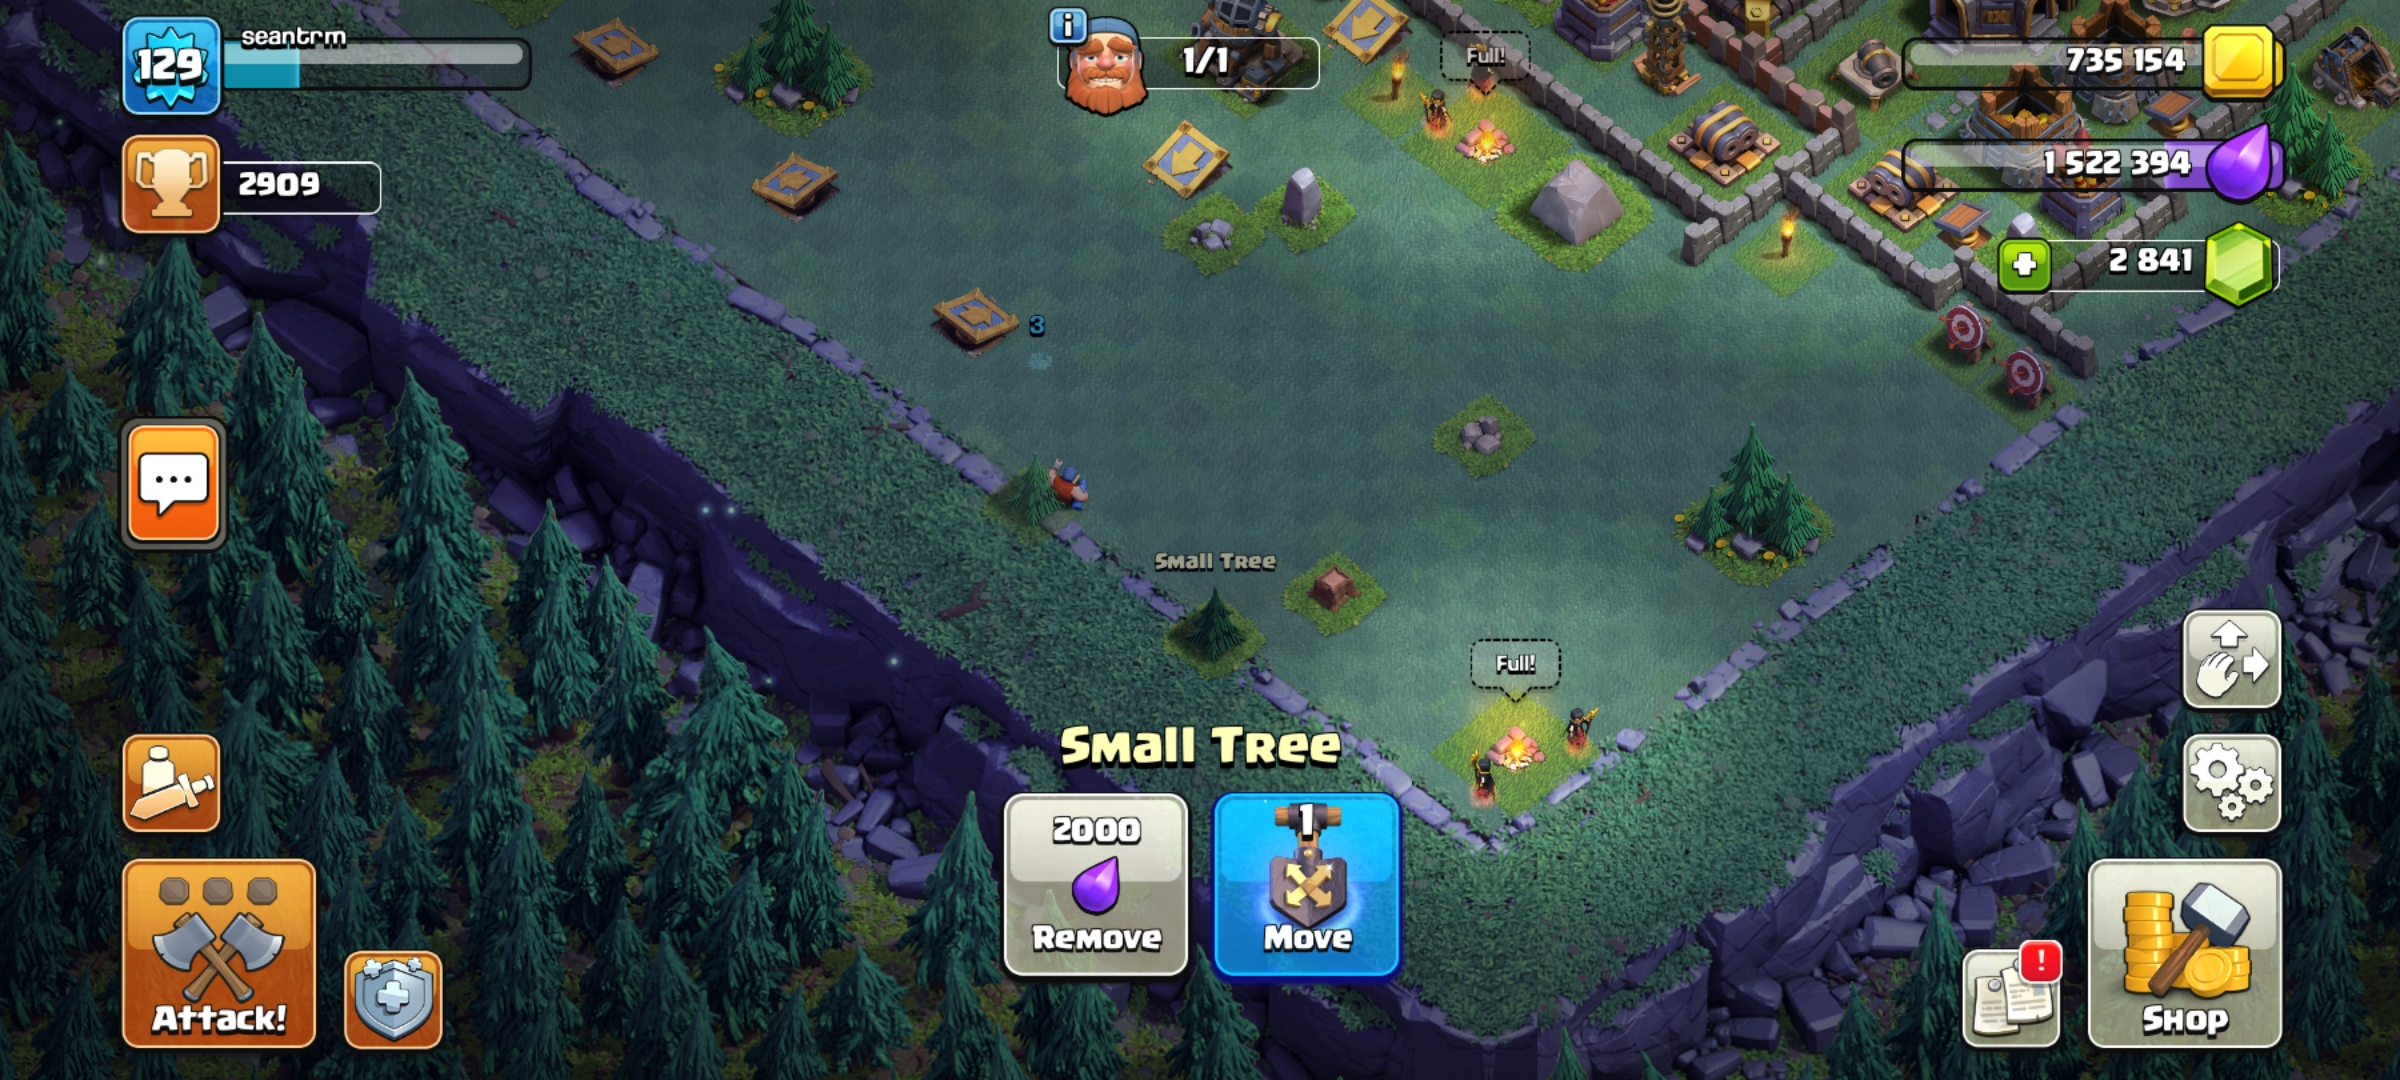 129
seantrm
1/1
Full!
735 154
2909
1 522 394
2 841
3
Small Tree
Full!
Small Tree
2000
Remove
1
Move
Attack!
!
Shop